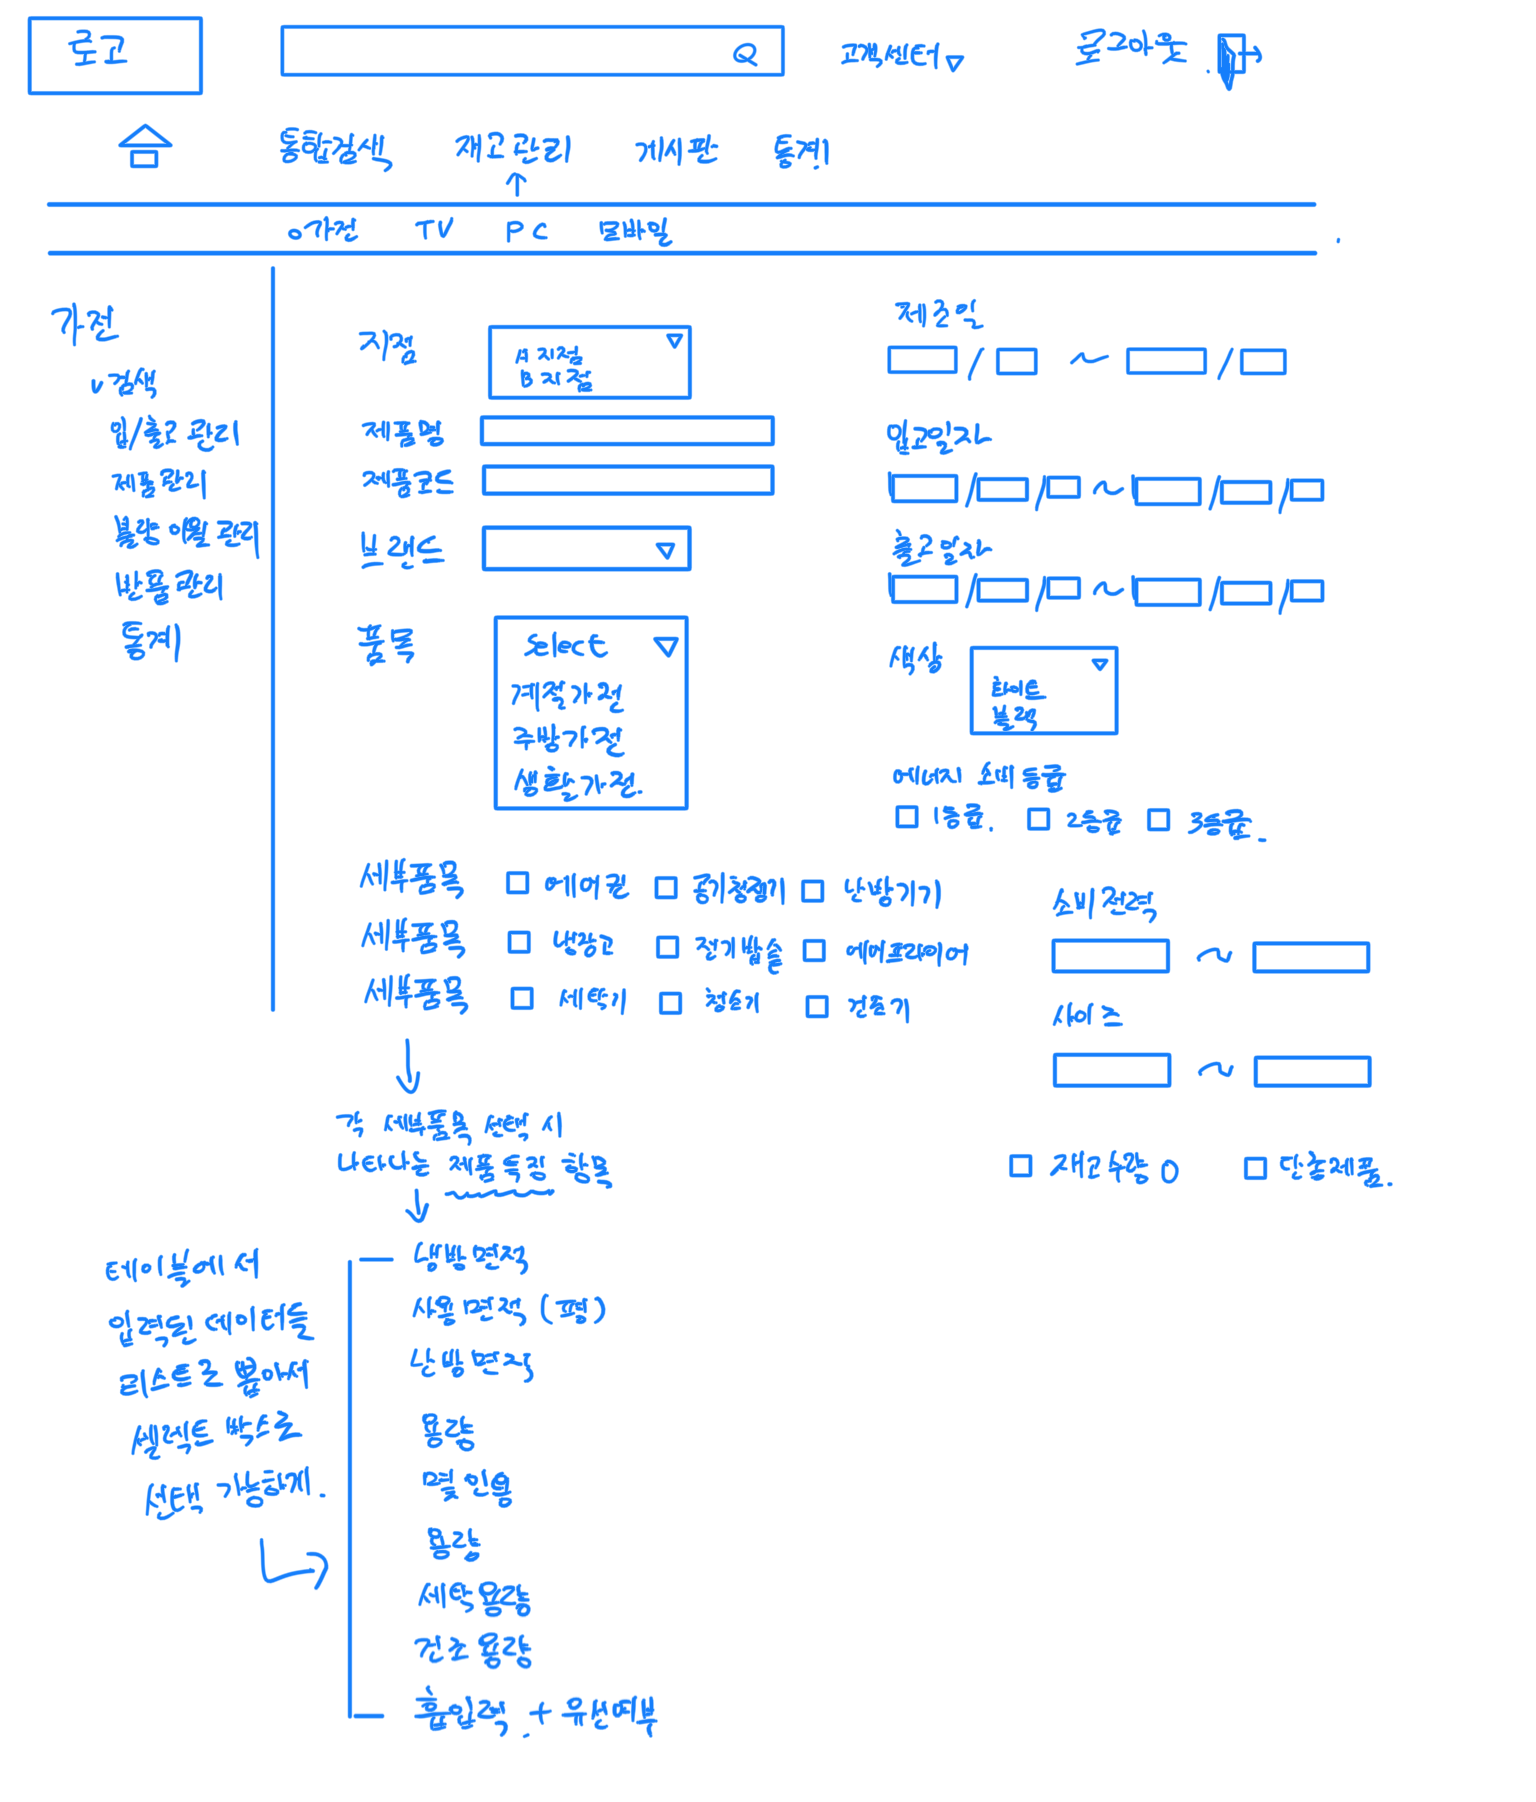 로고
Q
고객센터
로그아웃
통합검색 재고관리 게시판 통계
가전 TV PC 모바일
가전
v 검색
입/출고 관리
제품관리
불량 이월 관리
반품관리
통계
지점
A 지점
B 지점
제품명
제품코드
브랜드
품목
Select
계절가전
주방가전
생활가전.
제조일
/ ~ /
입고일자
/ / ~ / /
출고일자
/ / ~ / /
색상
화이트
블랙
에너지 소비 등급
1등급. 2등급 3등급.
세부품목 에어컨 공기청정기 난방기기
세부품목 냉장고 전기밥솥 에어프라이어
세부품목 세탁기 청소기 건조기
소비전력
~
사이즈
~
재고수량 0 단종제품.
각 세부품목 선택 시
나타나는 제품특징 항목
테이블에서
입력된 데이터들
리스트로 뽑아서
셀렉트 박스로
선택 가능하게.
냉방면적
사용면적 (평)
난방면적
용량
몇인용
용량
세탁용량
건조용량
흡입력. + 유선여부